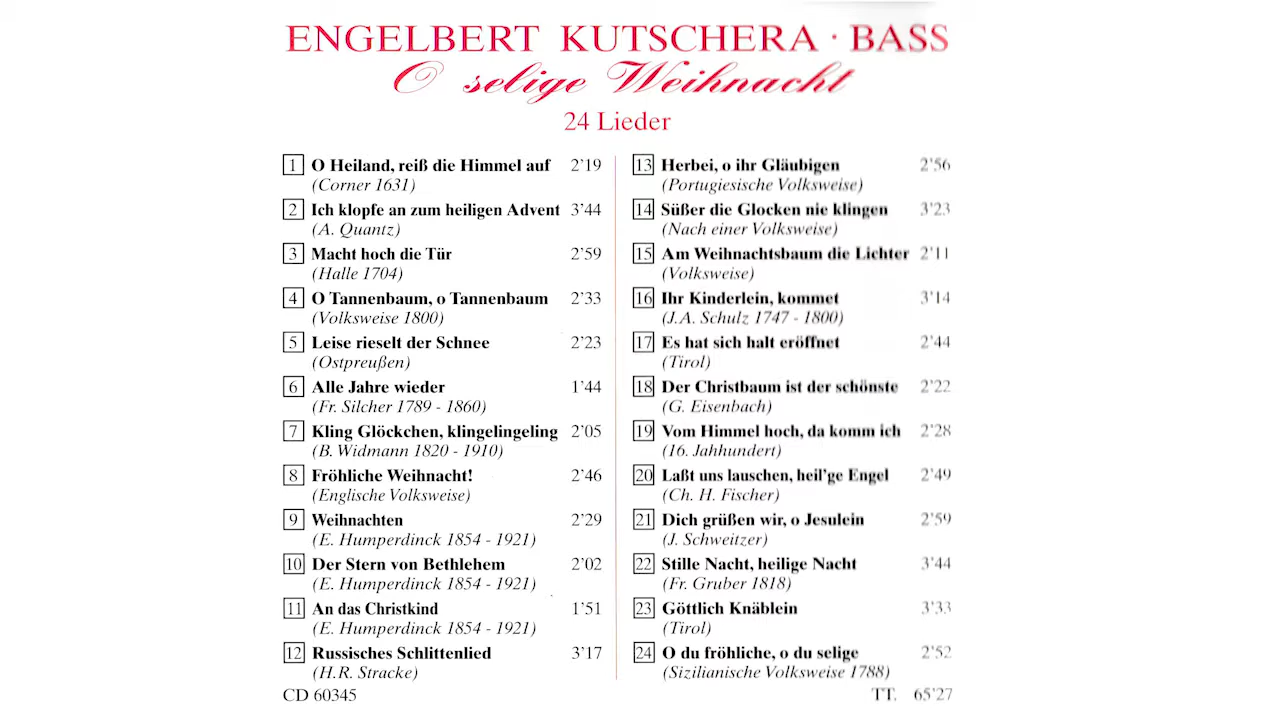 ENGELBERT KUTSCHERA · BASS
O selige Weihnacht
24 Lieder
1 O Heiland, reiß die Himmel auf 2’19
(Corner 1631)
2 Ich klopfe an zum heiligen Advent 3’44
(A. Quantz)
3 Macht hoch die Tür 2’59
(Halle 1704)
4 O Tannenbaum, o Tannenbaum 2’33
(Volksweise 1800)
5 Leise rieselt der Schnee 2’23
(Ostpreußen)
6 Alle Jahre wieder 1’44
(Fr. Silcher 1789 - 1860)
7 Kling Glöckchen, klingelingeling 2’05
(B. Widmann 1820 - 1910)
8 Fröhliche Weihnacht! 2’46
(Englische Volksweise)
9 Weihnachten 2’29
(E. Humperdinck 1854 - 1921)
10 Der Stern von Bethlehem 2’02
(E. Humperdinck 1854 - 1921)
11 An das Christkind 1’51
(E. Humperdinck 1854 - 1921)
12 Russisches Schlittenlied 3’17
(H.R. Stracke)
CD 60345
13 Herbei, o ihr Gläubigen 2’56
(Portugiesische Volksweise)
14 Süßer die Glocken nie klingen 3’23
(Nach einer Volksweise)
15 Am Weihnachtsbaum die Lichter 2’11
(Volksweise)
16 Ihr Kinderlein, kommet 3’14
(J.A. Schulz 1747 - 1800)
17 Es hat sich halt eröffnet 2’44
(Tirol)
18 Der Christbaum ist der schönste 2’22
(G. Eisenbach)
19 Vom Himmel hoch, da komm ich 2’28
(16. Jahhundert)
20 Laßt uns lauschen, heil’ge Engel 2’49
(Ch. H. Fischer)
21 Dich grüßen wir, o Jesulein 2’59
(J. Schweitzer)
22 Stille Nacht, heilige Nacht 3’44
(Fr. Gruber 1818)
23 Göttlich Knäblein 3’33
(Tirol)
24 O du fröhliche, o du selige 2’52
(Sizilianische Volksweise 1788)
TT. 65’27